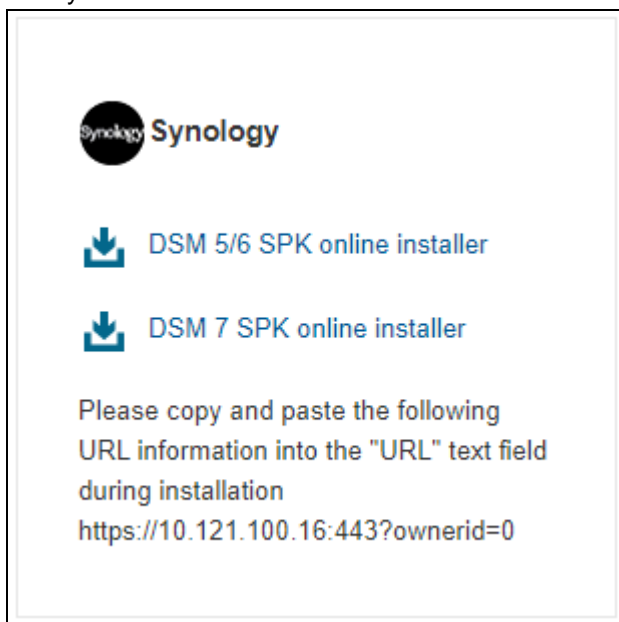 Synology Synology
DSM 5/6 SPK online installer
DSM 7 SPK online installer
Please copy and paste the following
URL information into the "URL" text field
during installation
https://10.121.100.16:443?ownerid=0